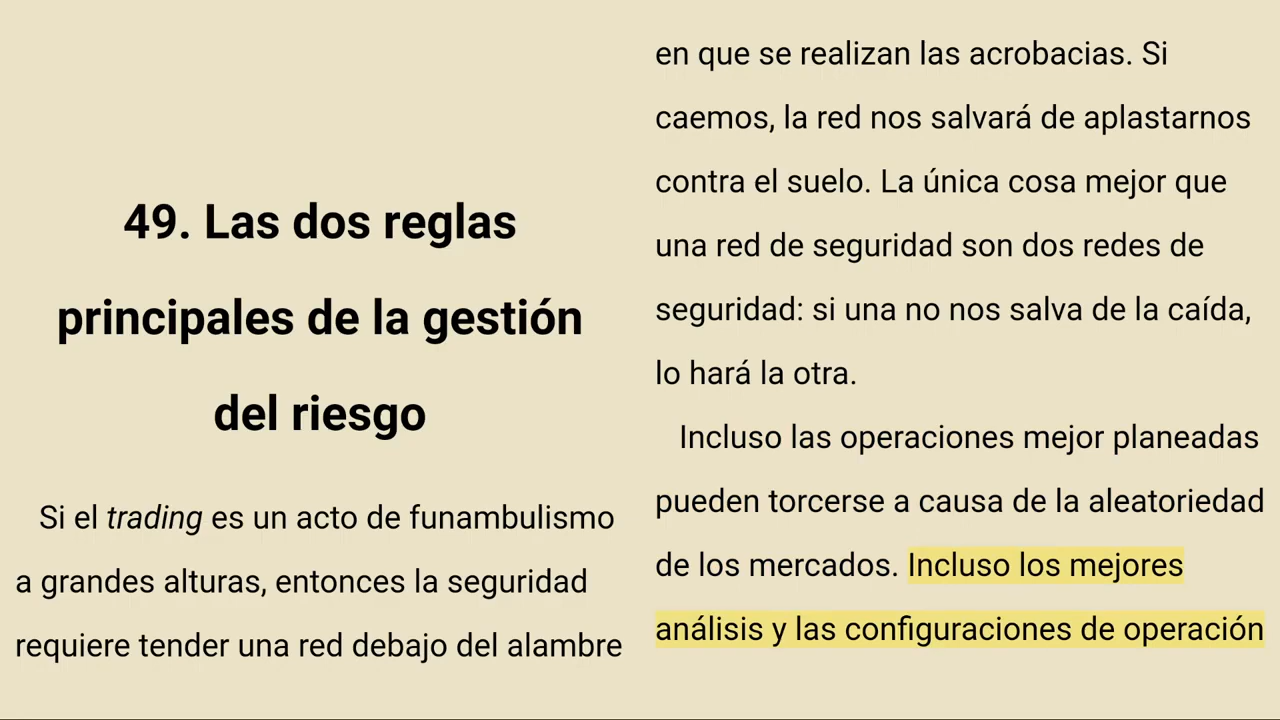 49. Las dos reglas
principales de la gestión
del riesgo
Si el trading es un acto de funambulismo
a grandes alturas, entonces la seguridad
requiere tender una red debajo del alambre
en que se realizan las acrobacias. Si
caemos, la red nos salvará de aplastarnos
contra el suelo. La única cosa mejor que
una red de seguridad son dos redes de
seguridad: si una no nos salva de la caída,
lo hará la otra.
Incluso las operaciones mejor planeadas
pueden torcerse a causa de la aleatoriedad
de los mercados. Incluso los mejores
análisis y las configuraciones de operación